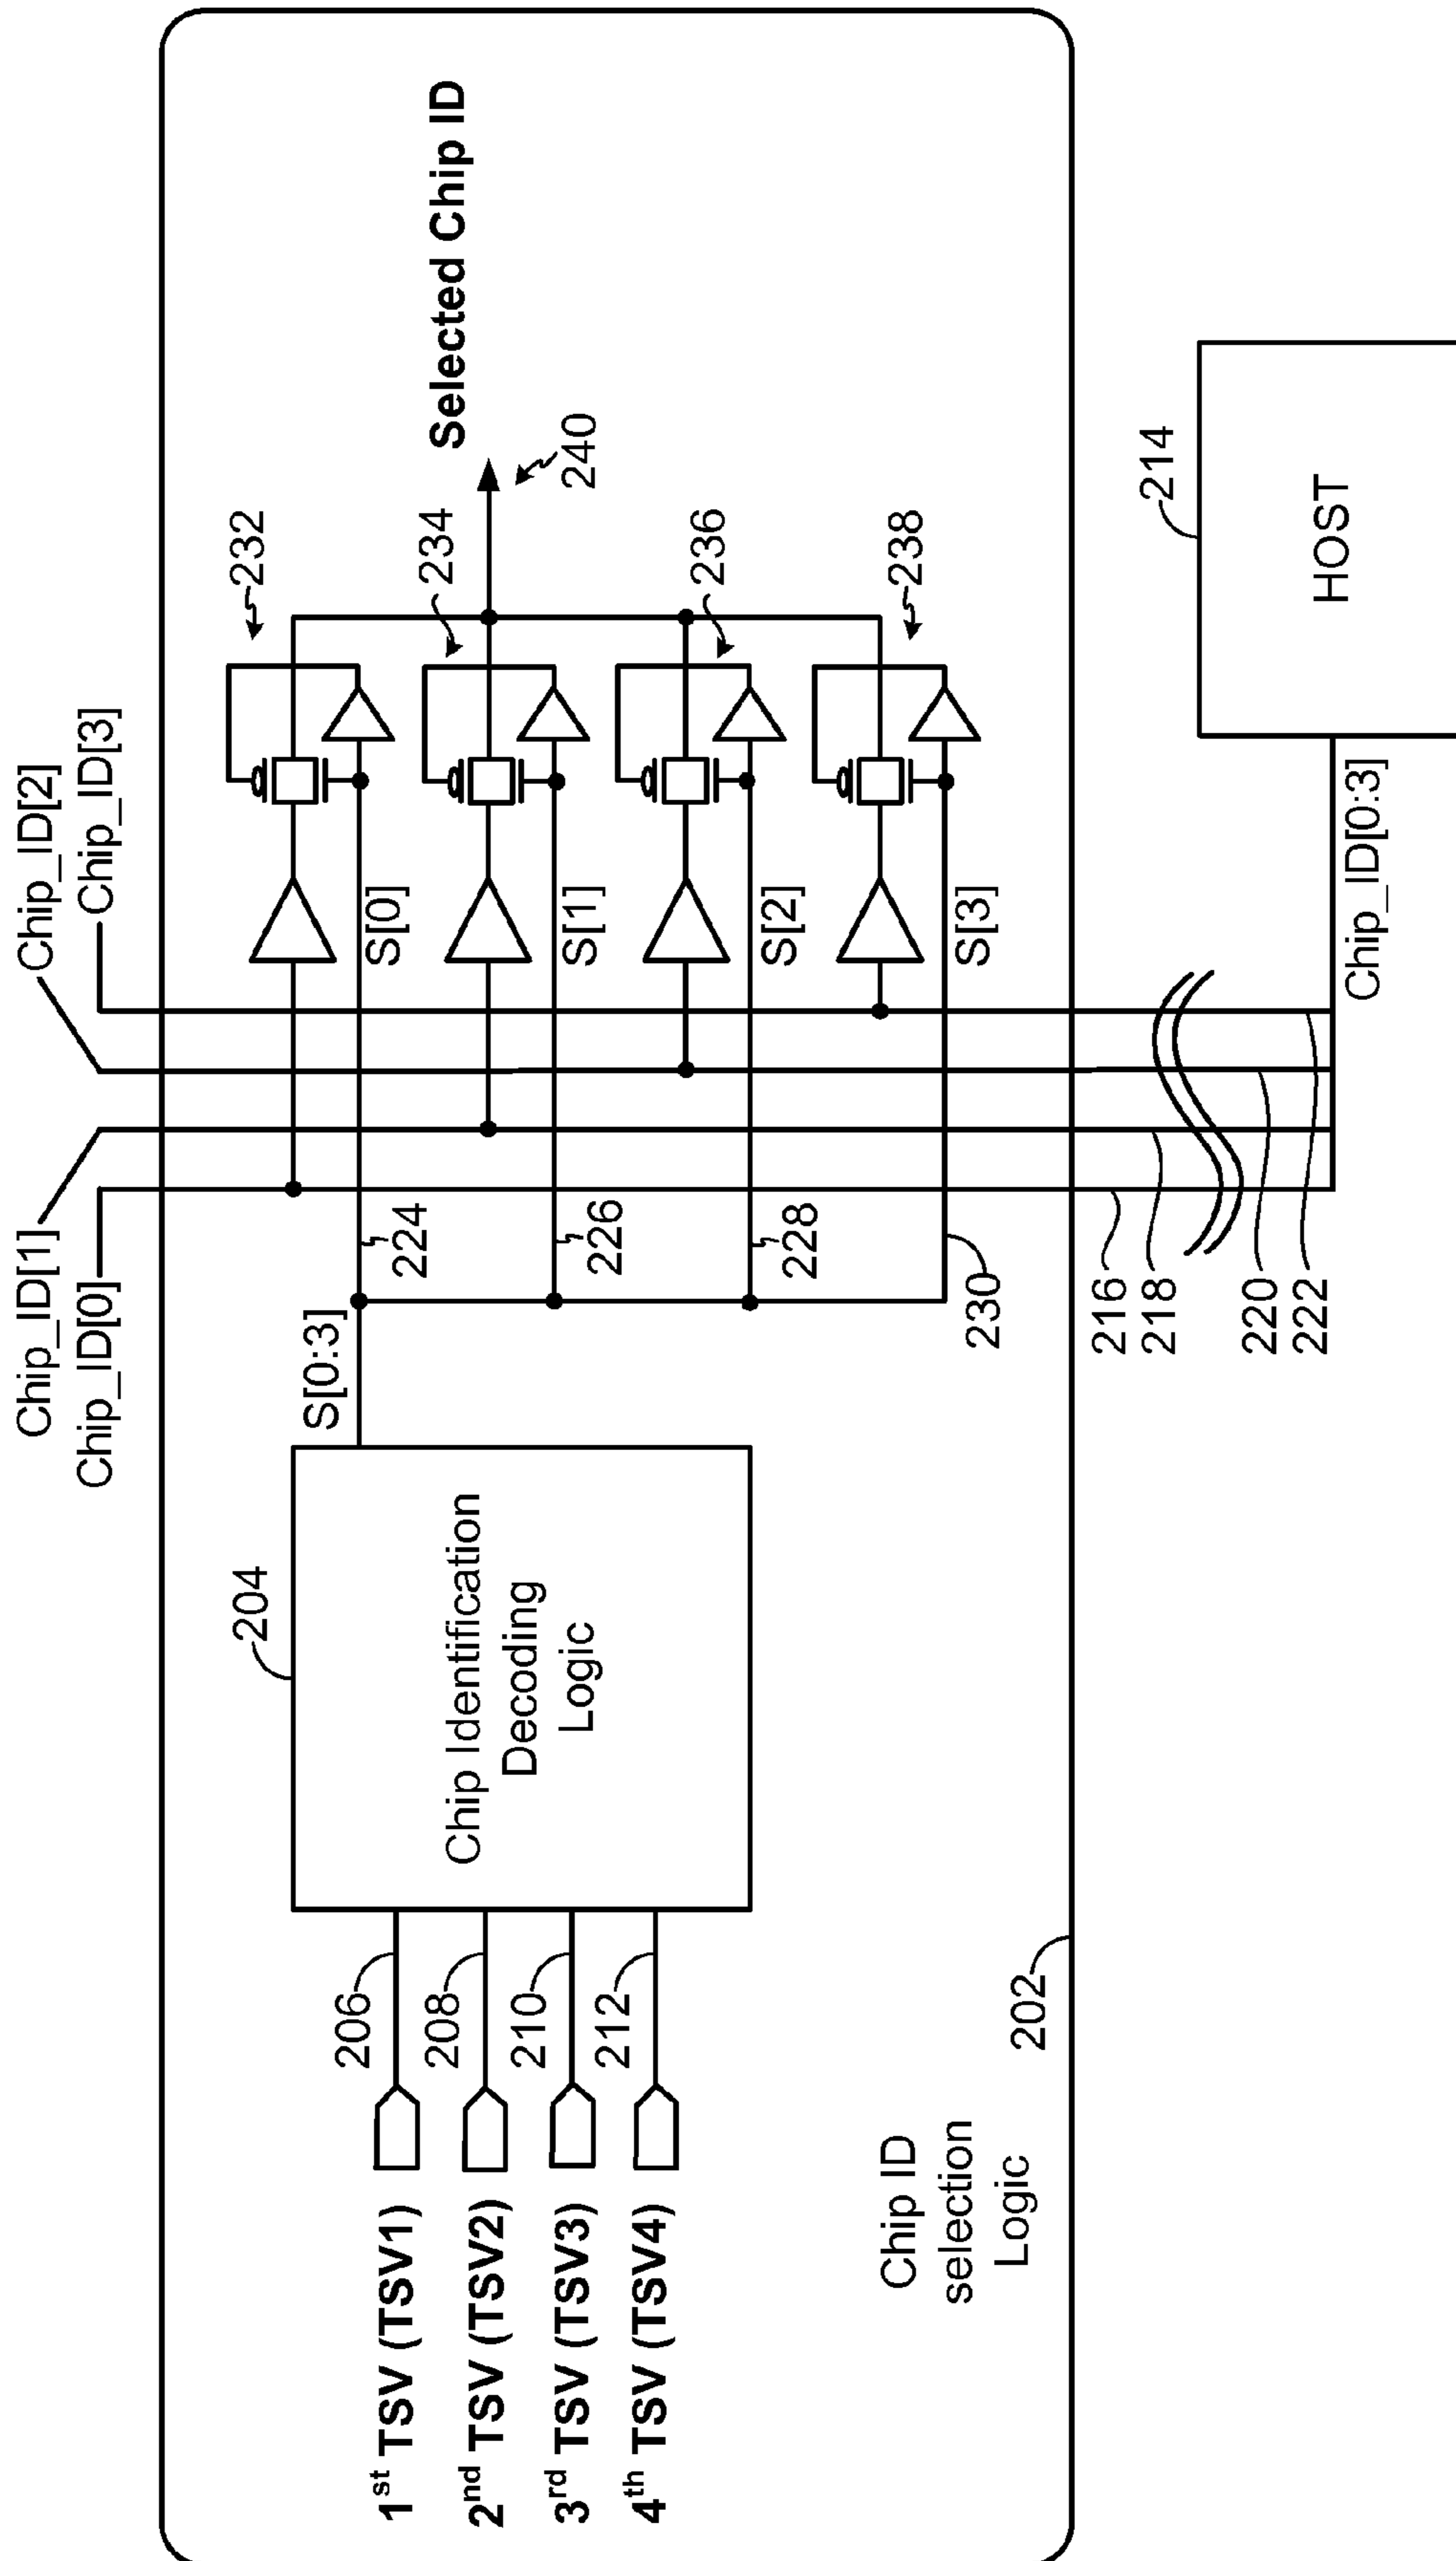 Chip_ID[1]
Chip_ID[0]
Chip_ID[2]
Chip_ID[3]
1st TSV (TSV1)
2nd TSV (TSV2)
3rd TSV (TSV3)
4th TSV (TSV4)
206
208
210
212
204
Chip Identification
Decoding
Logic
S[0:3]
224
226
228
230
S[0]
S[1]
S[2]
S[3]
232
234
236
238
240
Selected Chip ID
Chip ID
selection
Logic
202
216
218
220
222
Chip_ID[0:3]
214
HOST